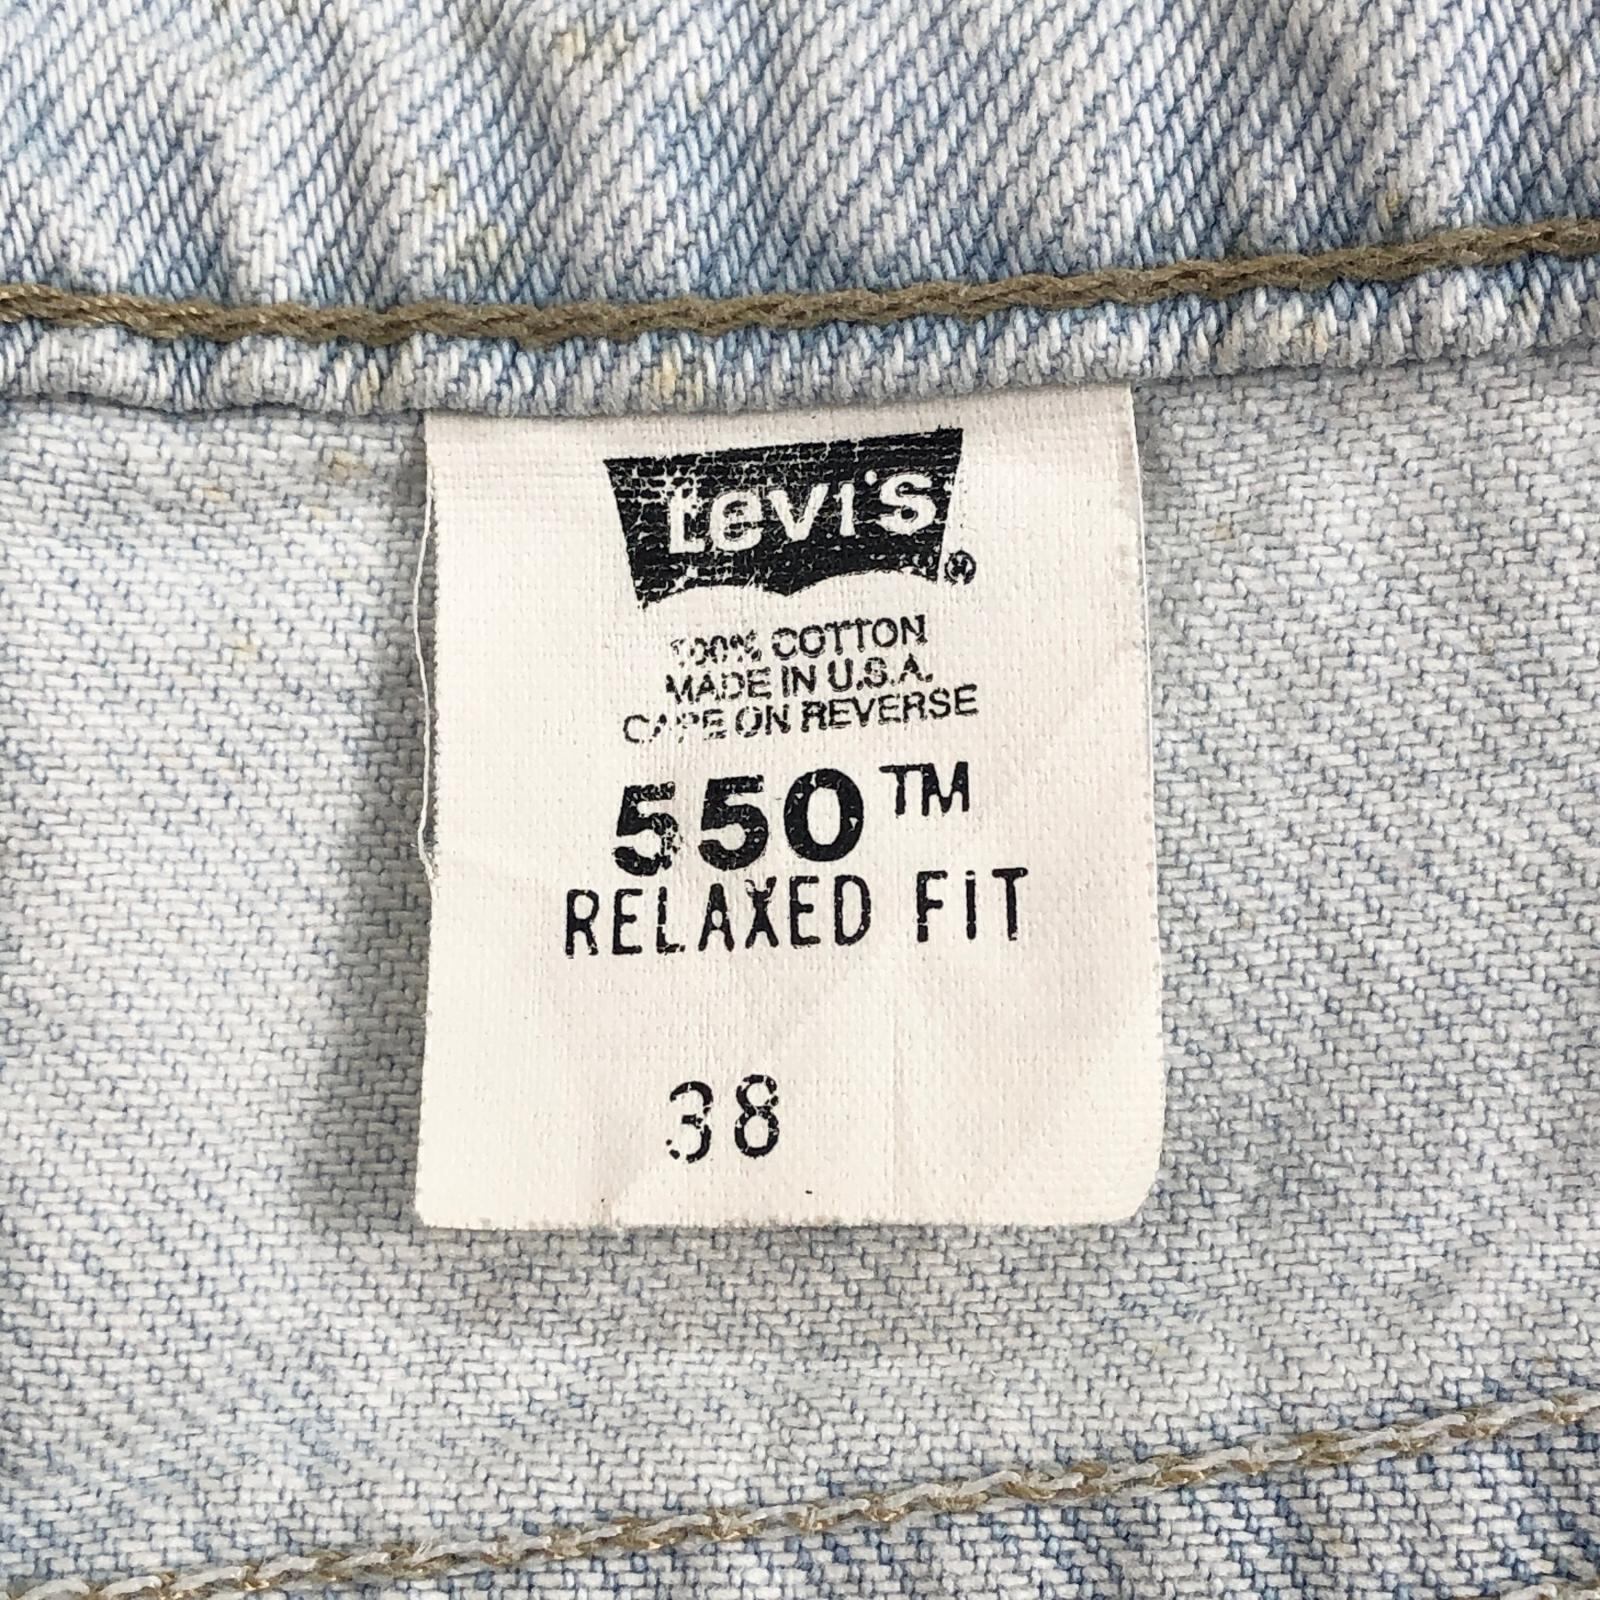 Levi's
®
100% COTTON
MADE IN U.S.A.
CARE ON REVERSE
550™
RELAXED FIT
38